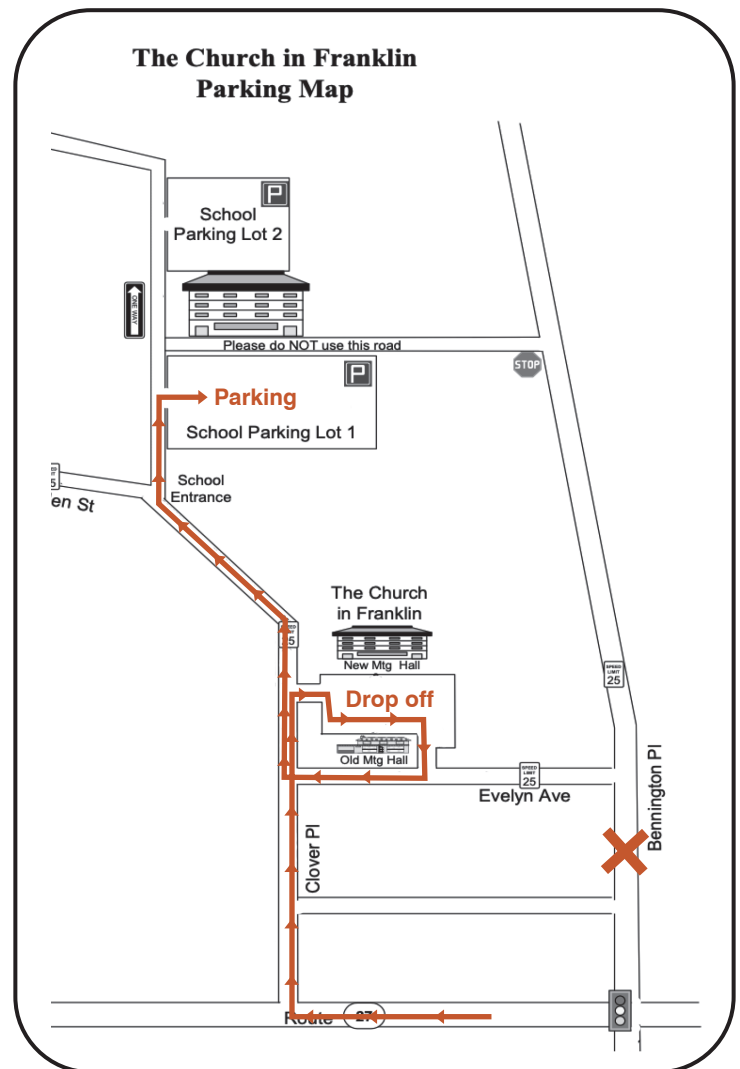 The Church in Franklin
Parking Map
P
School
Parking Lot 2
ONE WAY
Please do NOT use this road
STOP
P
Parking
School Parking Lot 1
School
Entrance
5
en St
The Church
in Franklin
5
New Mtg Hall
SPEED
LIMIT
25
Drop off
Old Mtg Hall
SPEED
LIMIT
25
Evelyn Ave
Bennington Pl
Clover Pl
Route 27